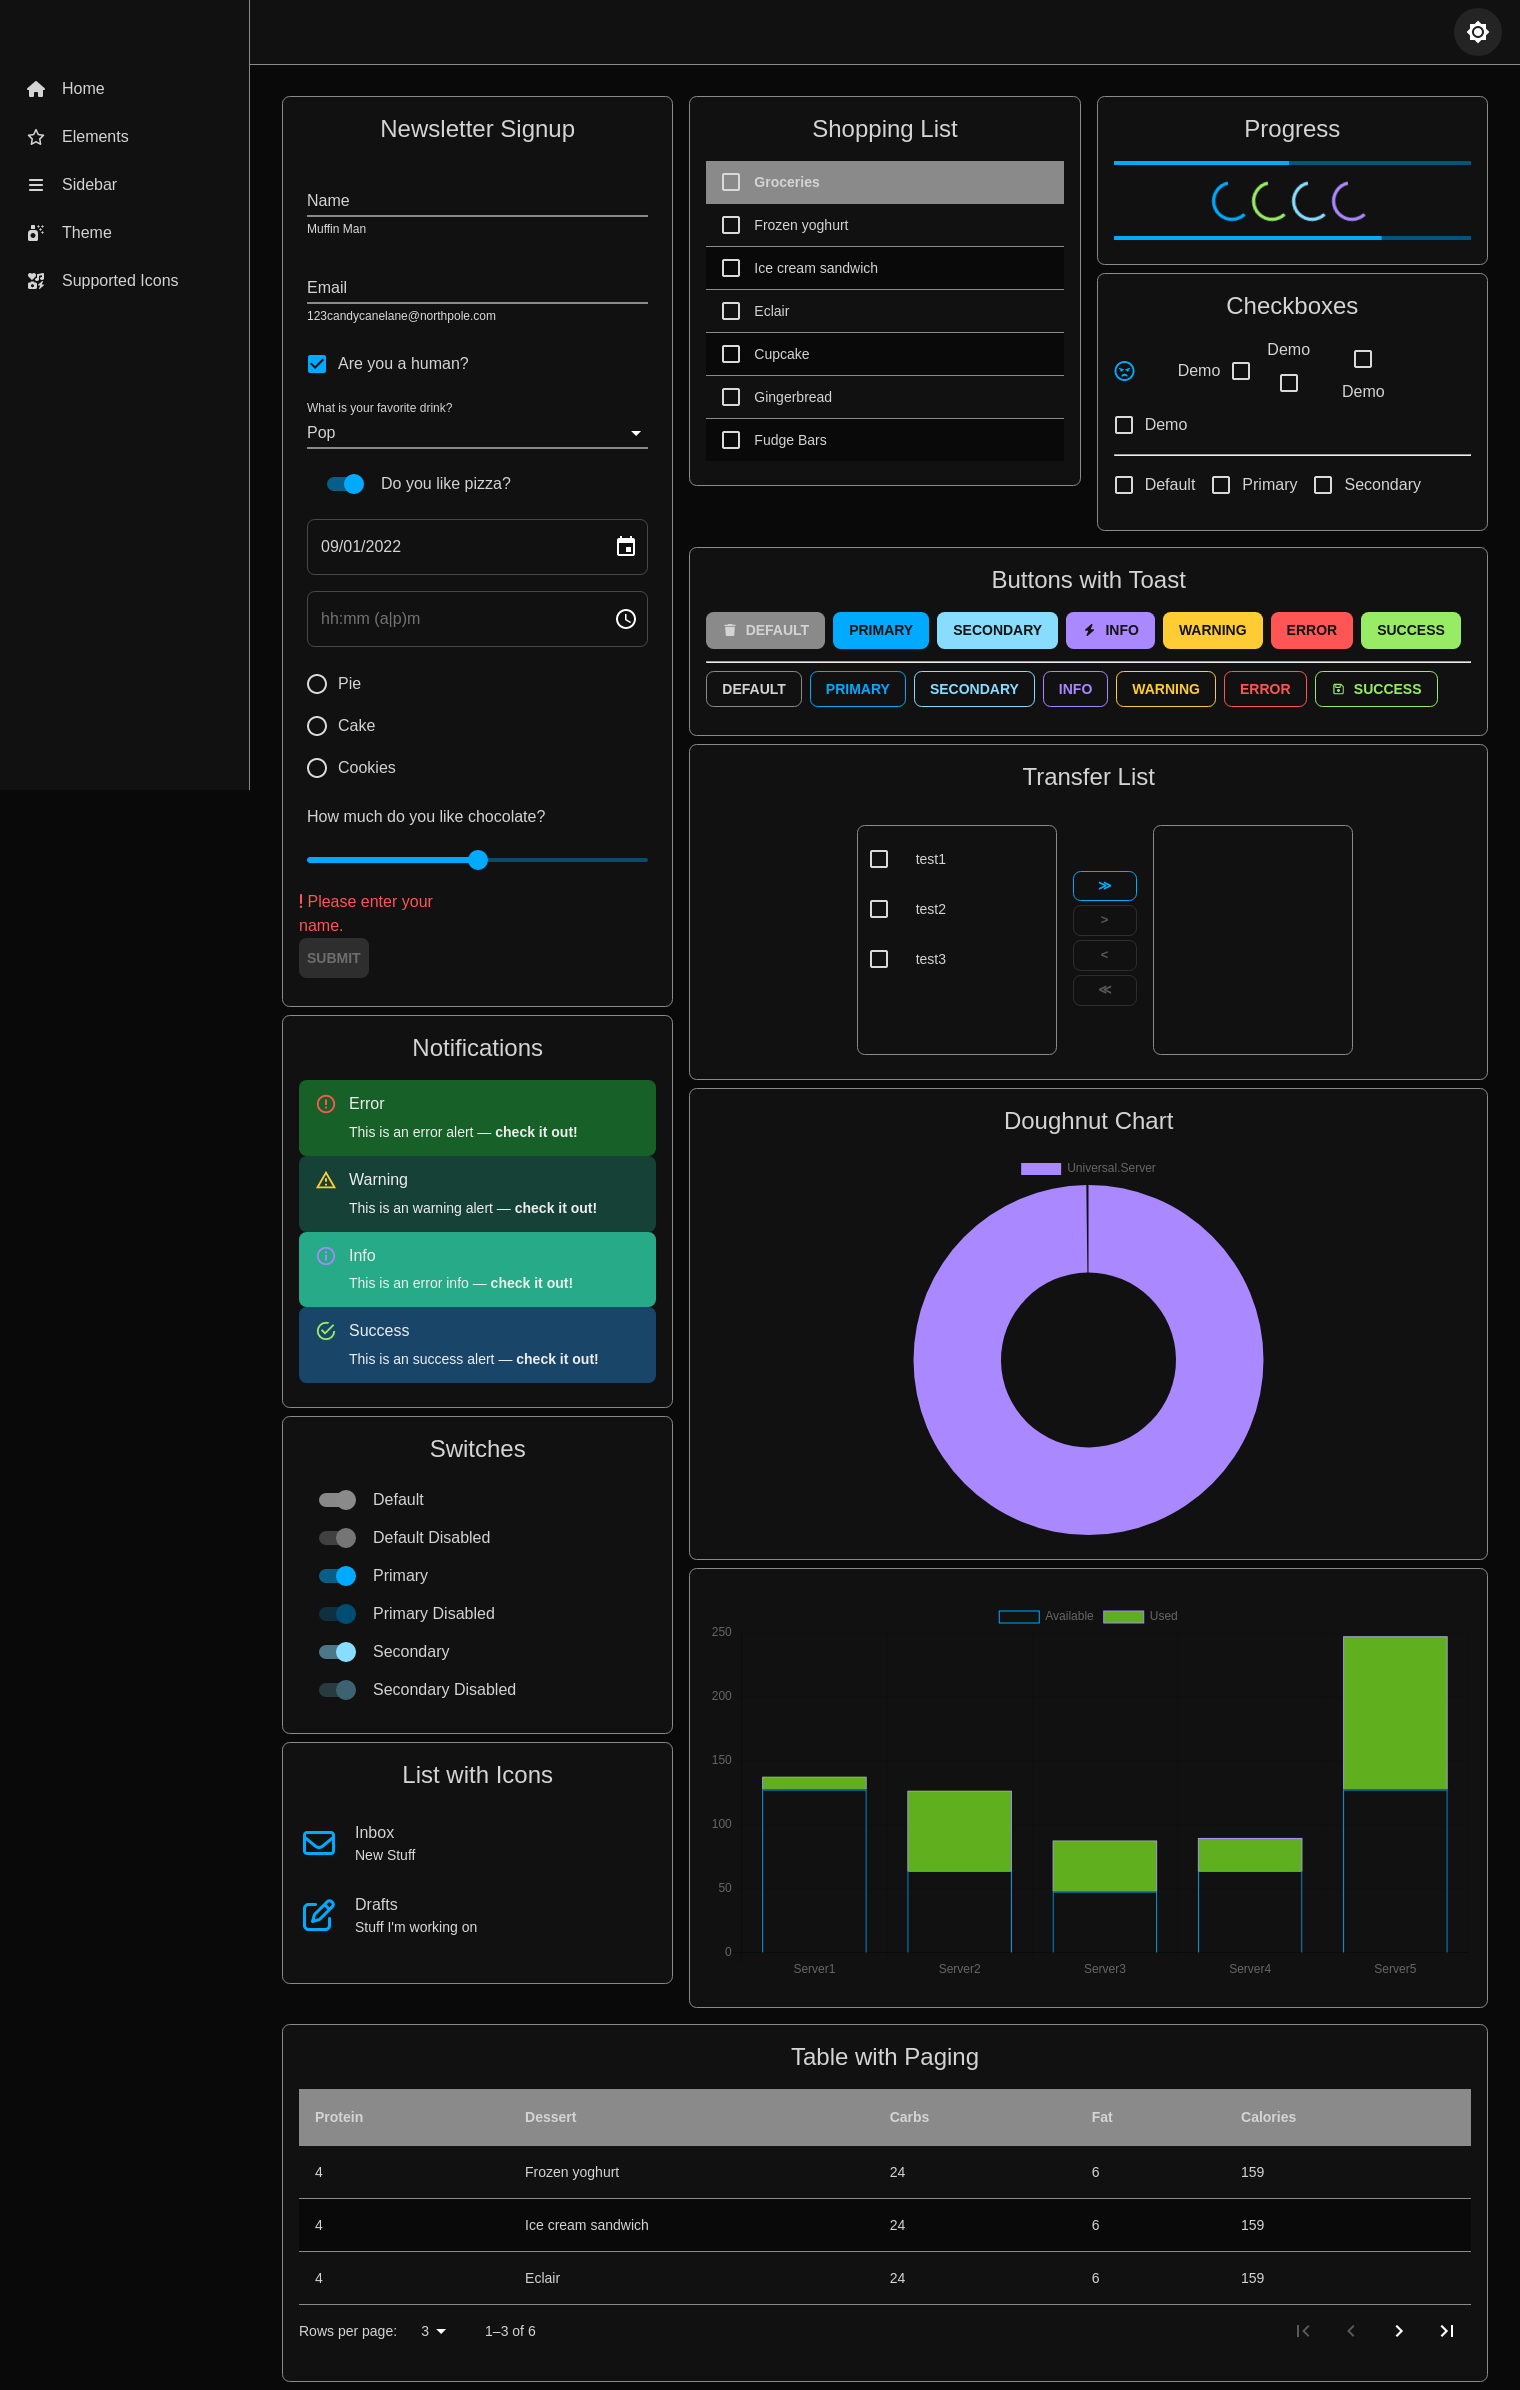 Home
Elements
Sidebar
Theme
Supported Icons
Newsletter Signup
Name
Muffin Man
Email
123candycanelane@northpole.com
Are you a human?
What is your favorite drink?
Pop
Do you like pizza?
09/01/2022
hh:mm (a|p)m
Pie
Cake
Cookies
How much do you like chocolate?
! Please enter your
name.
SUBMIT
Notifications
Error
This is an error alert — check it out!
Warning
This is an warning alert — check it out!
Info
This is an error info — check it out!
Success
This is an success alert — check it out!
Switches
Default
Default Disabled
Primary
Primary Disabled
Secondary
Secondary Disabled
List with Icons
Inbox
New Stuff
Drafts
Stuff I'm working on
Shopping List
Groceries
Frozen yoghurt
Ice cream sandwich
Eclair
Cupcake
Gingerbread
Fudge Bars
Progress
Checkboxes
Demo
Demo
Demo
Demo
Default Primary Secondary
Buttons with Toast
DEFAULT PRIMARY SECONDARY INFO WARNING ERROR SUCCESS
DEFAULT PRIMARY SECONDARY INFO WARNING ERROR SUCCESS
Transfer List
test1
test2
test3
≫
>
<
≪
Doughnut Chart
Universal.Server
Available Used
250
200
150
100
50
0
Server1 Server2 Server3 Server4 Server5
Table with Paging
Protein Dessert Carbs Fat Calories
4 Frozen yoghurt 24 6 159
4 Ice cream sandwich 24 6 159
4 Eclair 24 6 159
Rows per page: 3 1–3 of 6